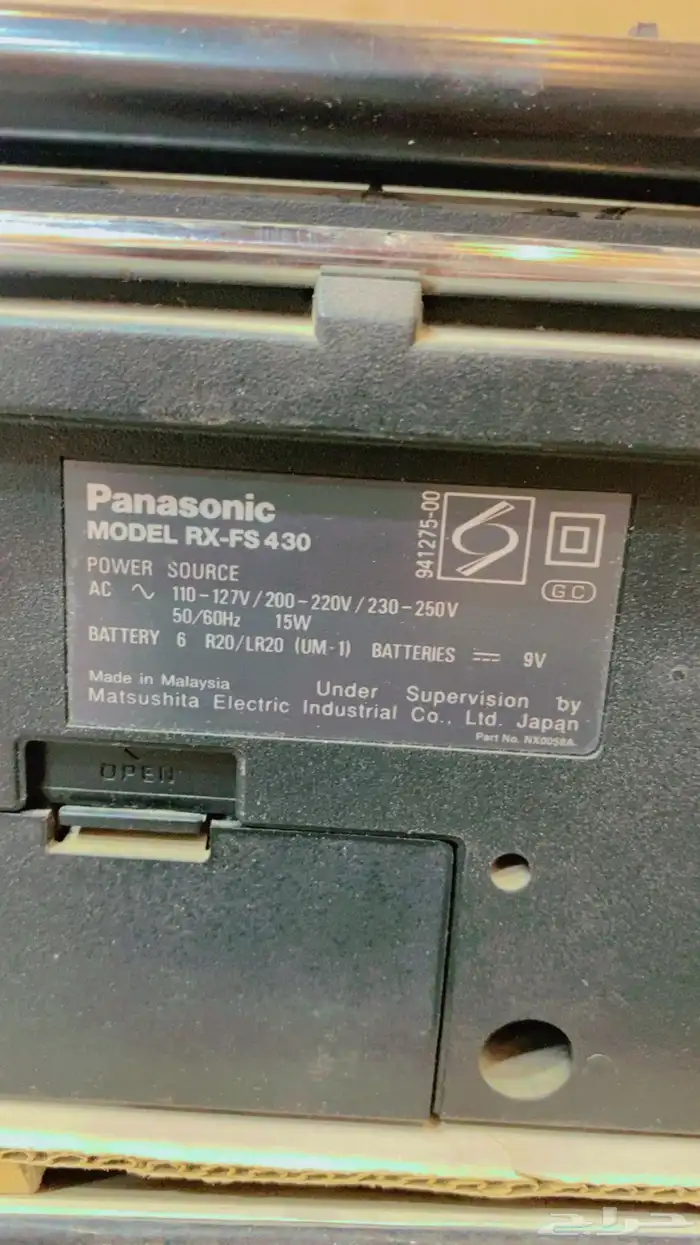 Panasonic
MODEL RX-FS430
POWER SOURCE
AC ∿ 110-127V/200-220V/230-250V
50/60Hz 15W
BATTERY 6 R20/LR20 (UM-1) BATTERIES ⎓ 9V
Made in Malaysia
Under Supervision by
Matsushita Electric Industrial Co., Ltd. Japan
Part No. NX0058A
941275-00
GC
OPEN
حراج